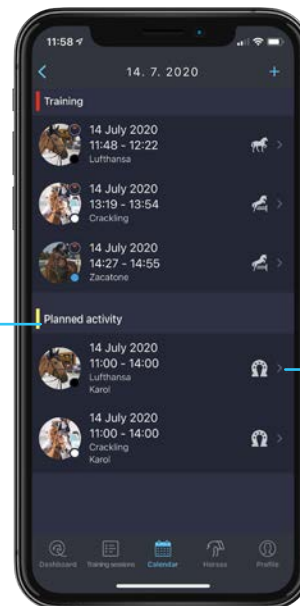 11:58
14. 7. 2020
+
Training
14 July 2020
11:48 - 12:22
Lufthansa
14 July 2020
13:19 - 13:54
Crackling
14 July 2020
14:27 - 14:55
Zacatone
Planned activity
14 July 2020
11:00 - 14:00
Lufthansa
Karol
14 July 2020
11:00 - 14:00
Crackling
Karol
Dashboard Training sessions Calendar Horses Profile